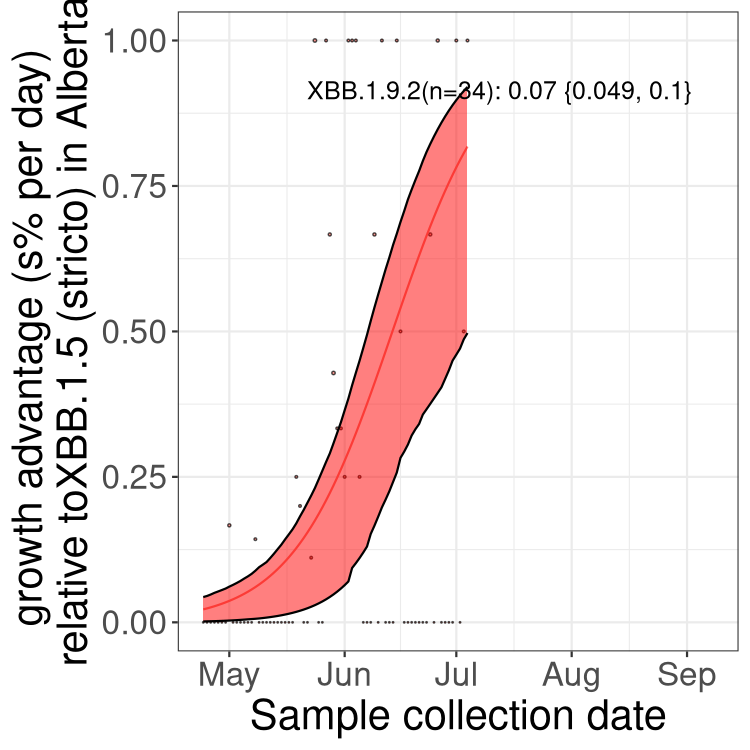 growth advantage (s% per day)
relative toXBB.1.5 (stricto) in Alberta
1.00
XBB.1.9.2(n=34): 0.07 {0.049, 0.1}
0.75
0.50
0.25
0.00
May Jun Jul Aug Sep
Sample collection date